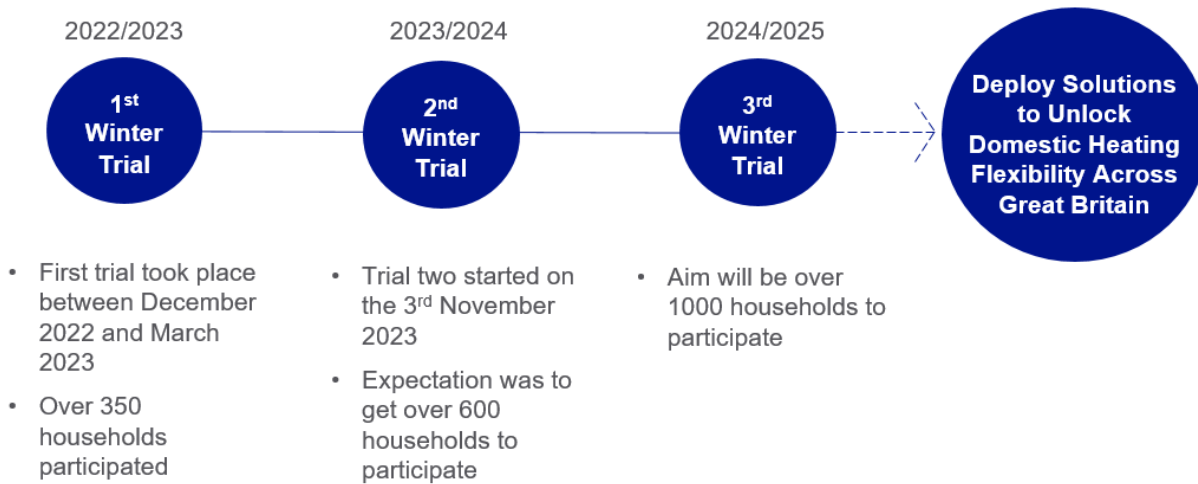 2022/2023
1st
Winter
Trial
• First trial took place
between December
2022 and March
2023
• Over 350
households
participated
2023/2024
2nd
Winter
Trial
• Trial two started on
the 3rd November
2023
• Expectation was to
get over 600
households to
participate
2024/2025
3rd
Winter
Trial
• Aim will be over
1000 households to
participate
Deploy Solutions
to Unlock
Domestic Heating
Flexibility Across
Great Britain